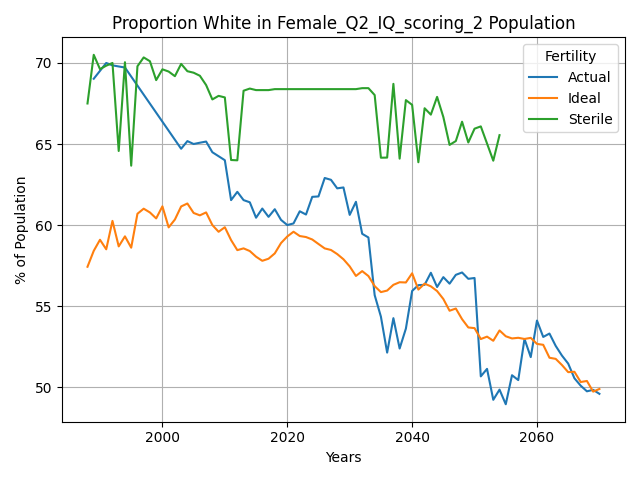 Proportion White in Female_Q2_IQ_scoring_2 Population
% of Population
70
65
60
55
50
Fertility
Actual
Ideal
Sterile
2000
2020
2040
2060
Years